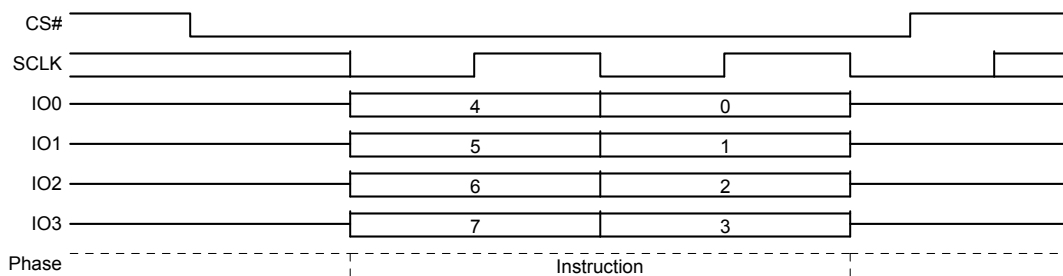 CS#
SCLK
IO0 4 0
IO1 5 1
IO2 6 2
IO3 7 3
Phase Instruction